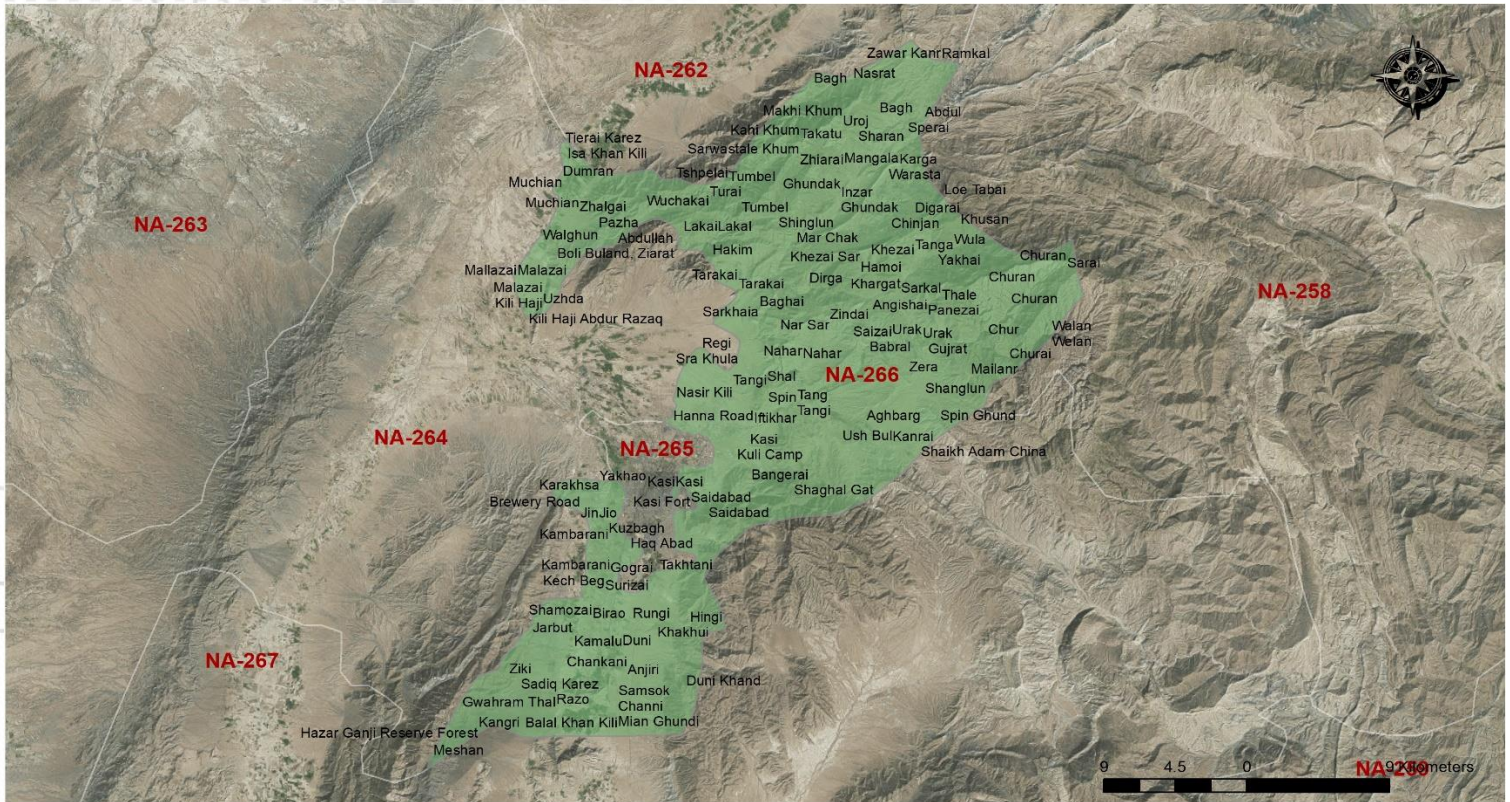 Zawar Kanr Ramkal
NA-262
Bagh Nasrat
Makhi Khum Bagh Abdul
Uroj
Kahi Khum Takatu Sharan Sperai
Tierai Karez
Isa Khan Kili Sarwastale Khum
Zhiarai Mangala Karga
Dumran Tshpelai Tumbel Warasta
Muchian Turai Ghundak Inzar Loe Tabai
Muchian Zhalgai Wuchakai Tumbel Ghundak Digarai
NA-263 Pazha Lakai Lakal Shinglun Chinjan Khusan
Walghun Abdullah Mar Chak Tanga Wula
Boli Buland, Ziarat Hakim Khezai Sar Khezai Yakhai Churan Sarai
Mallazai Malazai Tarakai Tarakai Dirga Hamoi Churan
Malazai Khargat Sarkal Thale NA-258
Kili Haji Uzhda Baghai Angishai Panezai Churan
Kili Haji Abdur Razaq Sarkhaia Zindai
Nar Sar Saizai Urak Urak Chur Walan
Regi Babral Gujrat Welan
Sra Khula Nahar Nahar Churai
NA-266 Zera Mailanr
Tangi Shal Shanglun
Nasir Kili Spin Tang
Hanna Road Iftikhar Tangi Aghbarg Spin Ghund
NA-264 Kasi Ush Bul Kanrai
NA-265 Kuli Camp Shaikh Adam China
Yakhao Kasi Kasi Bangerai
Karakhsa Shaghal Gat
Brewery Road Kasi Fort Saidabad
Jin Jio Saidabad
Kambarani Kuzbagh
Haq Abad
Kambarani Gograi Takhtani
Kech Beg Surizai
Shamozai Birao Rungi Hingi
Jarbut Khakhui
Kamalu Duni
NA-267 Chankani
Ziki Anjiri
Sadiq Karez Duni Khand
Samsok
Gwahram Thal Razo Channi
Kangri Balal Khan Kili Mian Ghundi
Hazar Ganji Reserve Forest
Meshan
9 4.5 0 9 Kilometers